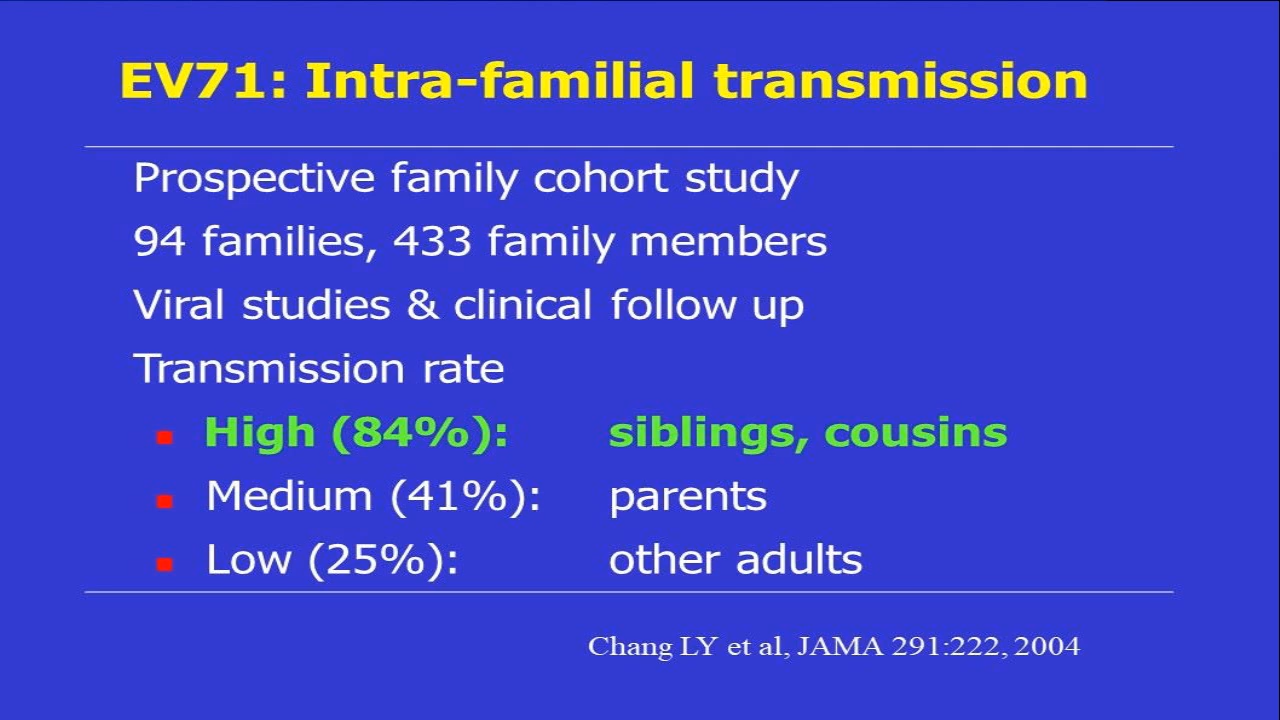 EV71: Intra-familial transmission
Prospective family cohort study
94 families, 433 family members
Viral studies & clinical follow up
Transmission rate
High (84%): siblings, cousins
Medium (41%): parents
Low (25%): other adults
Chang LY et al, JAMA 291:222, 2004